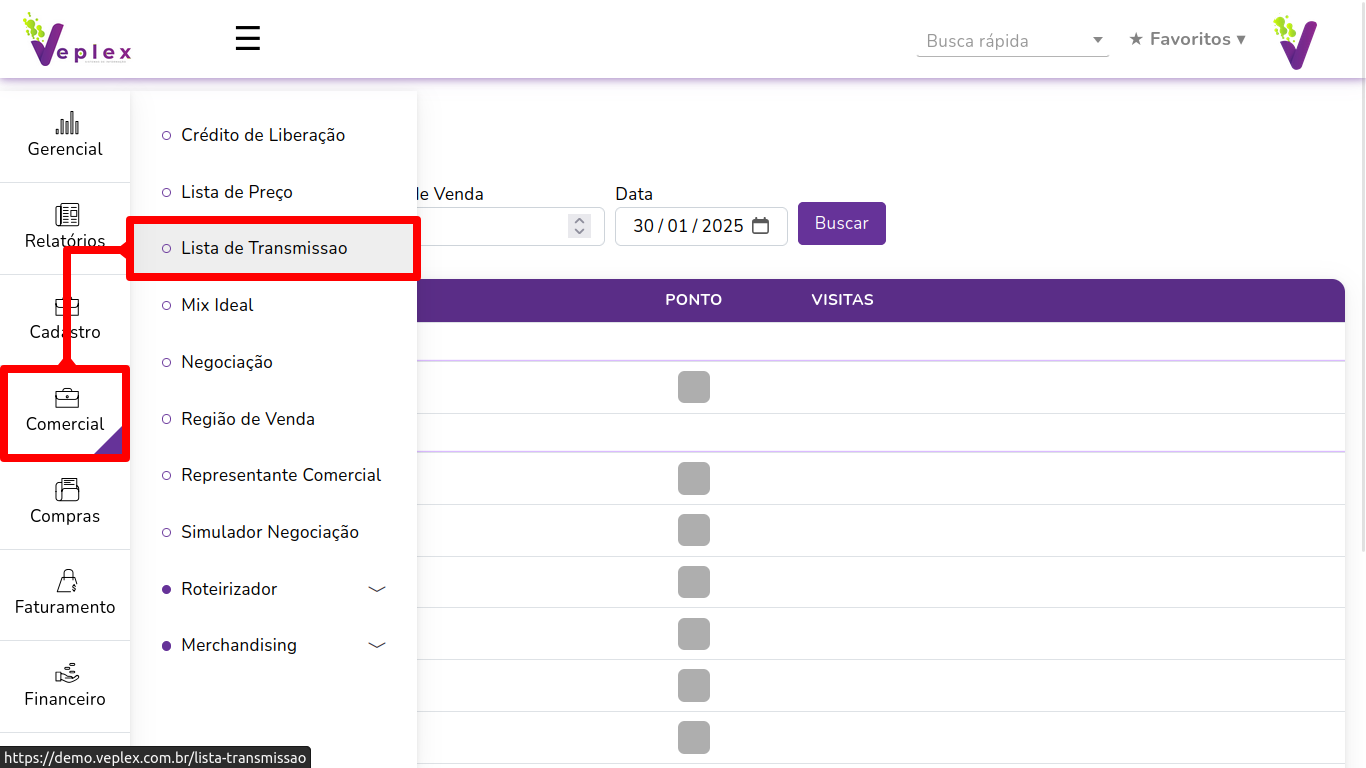 Veplex
☰
Busca rápida
★ Favoritos ▾
Gerencial
Relatórios
Cadastro
Comercial
Compras
Faturamento
Financeiro
Crédito de Liberação
Lista de Preço
Lista de Transmissao
Mix Ideal
Negociação
Região de Venda
Representante Comercial
Simulador Negociação
Roteirizador
Merchandising
de Venda
Data
30/01/2025
Buscar
PONTO
VISITAS
https://demo.veplex.com.br/lista-transmissao